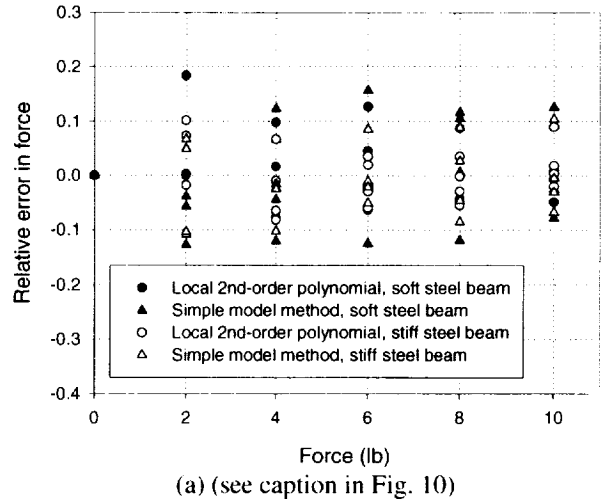 0.3
0.2
0.1
0.0
-0.1
-0.2
-0.3
-0.4
Relative error in force
Local 2nd-order polynomial, soft steel beam
Simple model method, soft steel beam
Local 2nd-order polynomial, stiff steel beam
Simple model method, stiff steel beam
0 2 4 6 8 10
Force (lb)
(a) (see caption in Fig. 10)